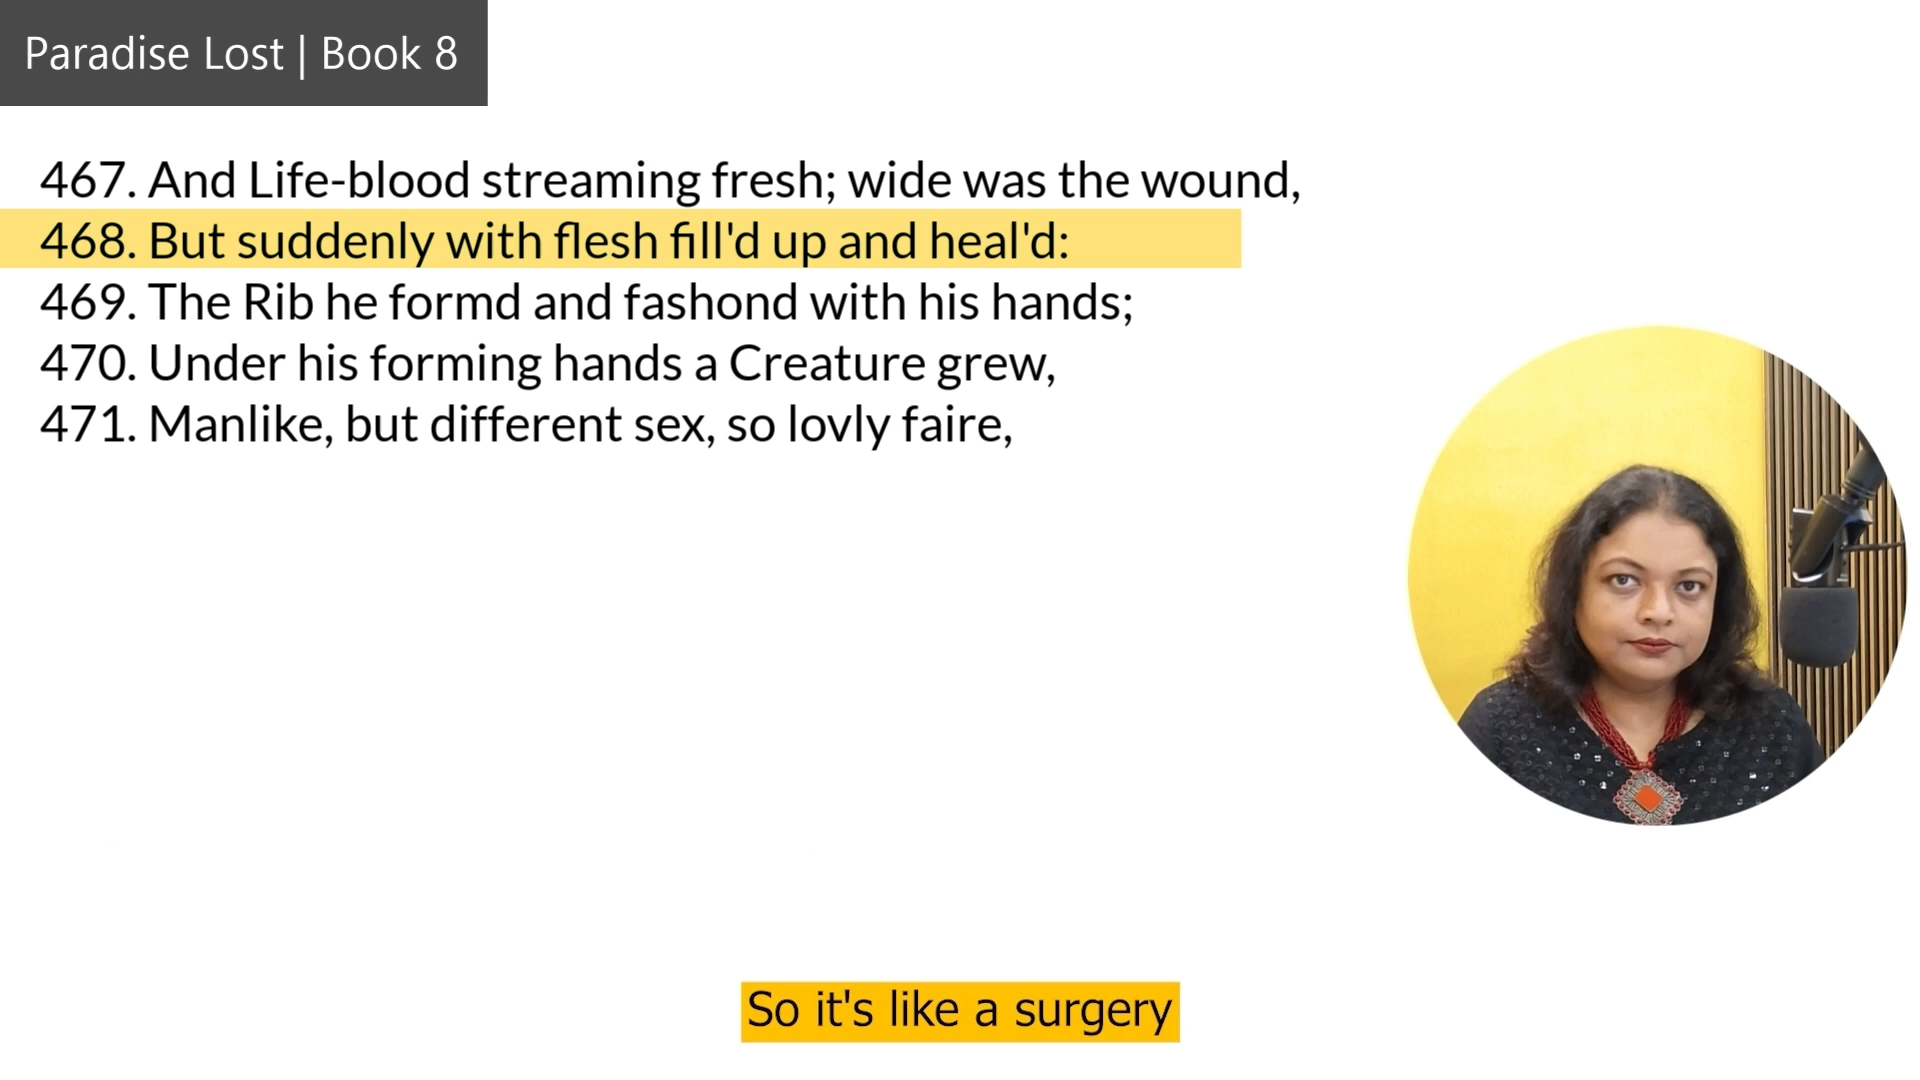 Paradise Lost | Book 8
467. And Life-blood streaming fresh; wide was the wound,
468. But suddenly with flesh fill'd up and heal'd:
469. The Rib he formd and fashond with his hands;
470. Under his forming hands a Creature grew,
471. Manlike, but different sex, so lovly faire,
So it's like a surgery